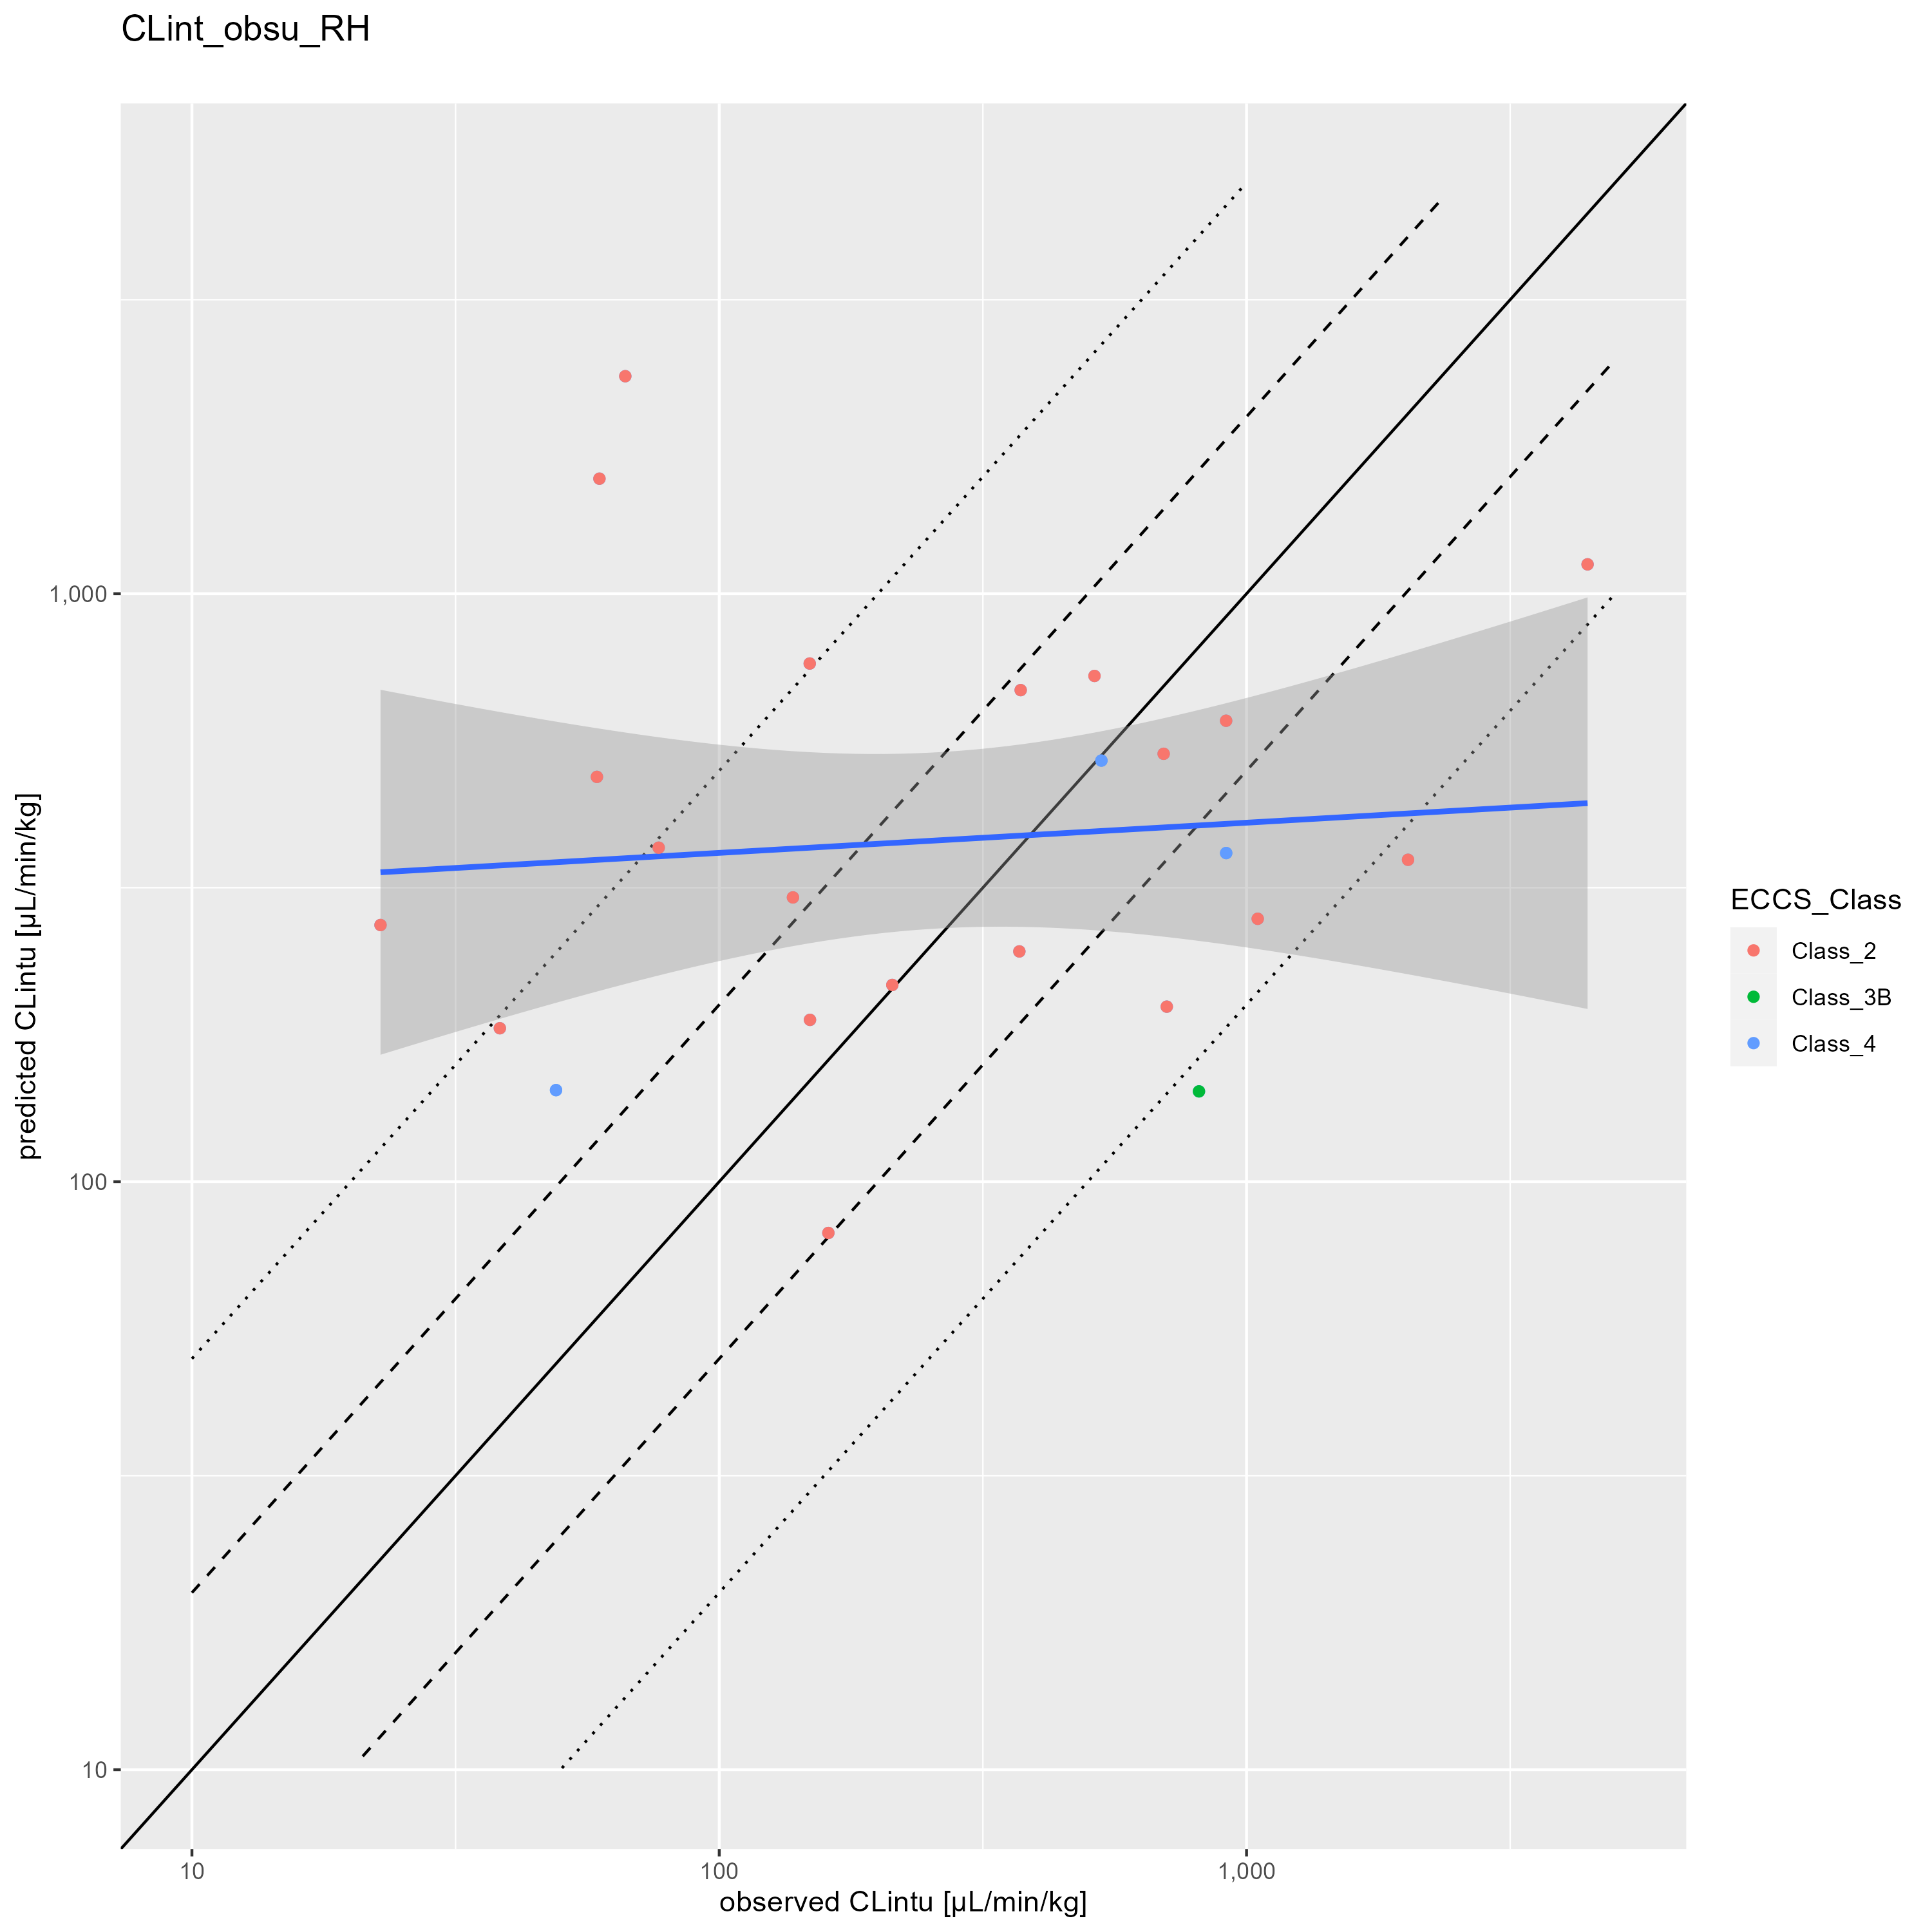 CLint_obsu_RH
predicted CLintu [µL/min/kg]
1,000
100
10
10
100
1,000
observed CLintu [µL/min/kg]
ECCS_Class
Class_2
Class_3B
Class_4